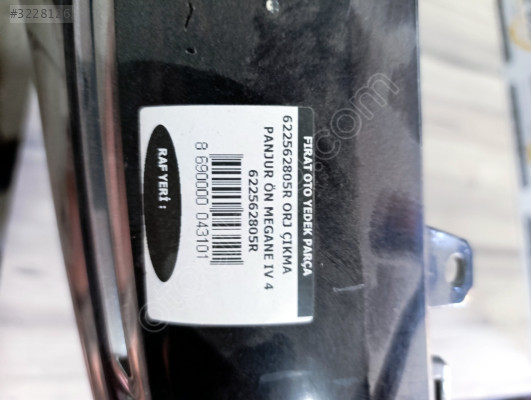 FIRAT OTO YEDEK PARÇA
622562805R ORJ ÇIKMA
PANJUR ÖN MEGANE IV 4
622562805R
8 690000 043101
RAF YERİ :